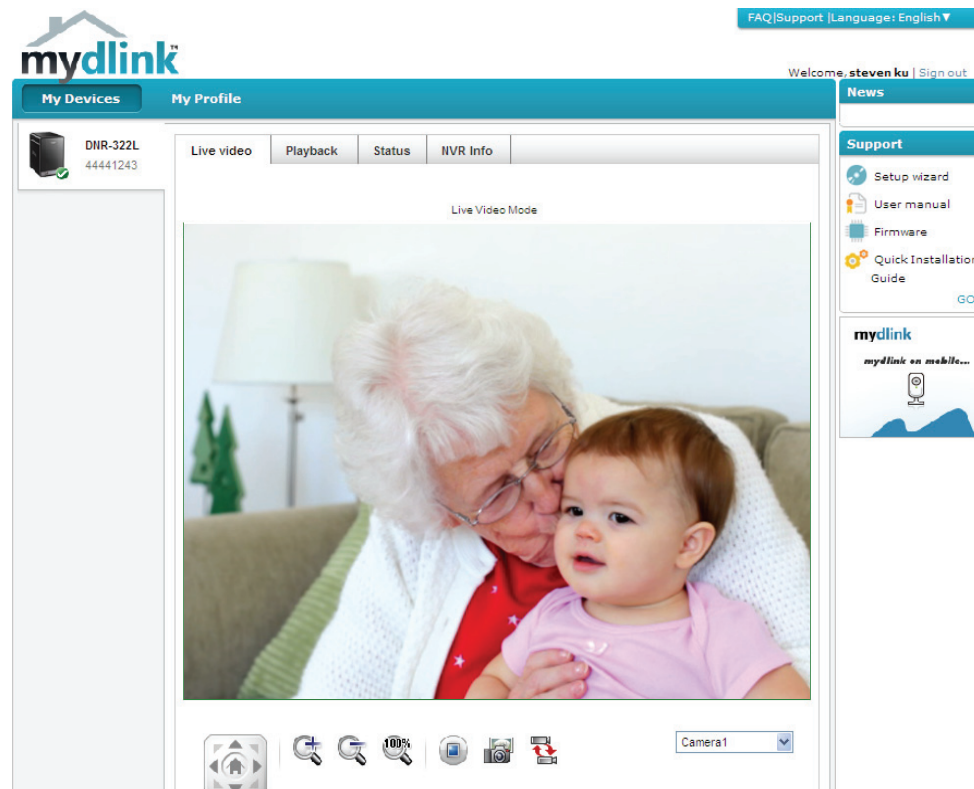 FAQ|Support |Language: English▼
mydlink™
Welcome, steven ku | Sign out
My Devices
My Profile
News
DNR-322L
44441243
Live video
Playback
Status
NVR Info
Support
Setup wizard
User manual
Firmware
Quick Installation
Guide
GO
Live Video Mode
mydlink
mydlink on mobile...
100%
Camera1